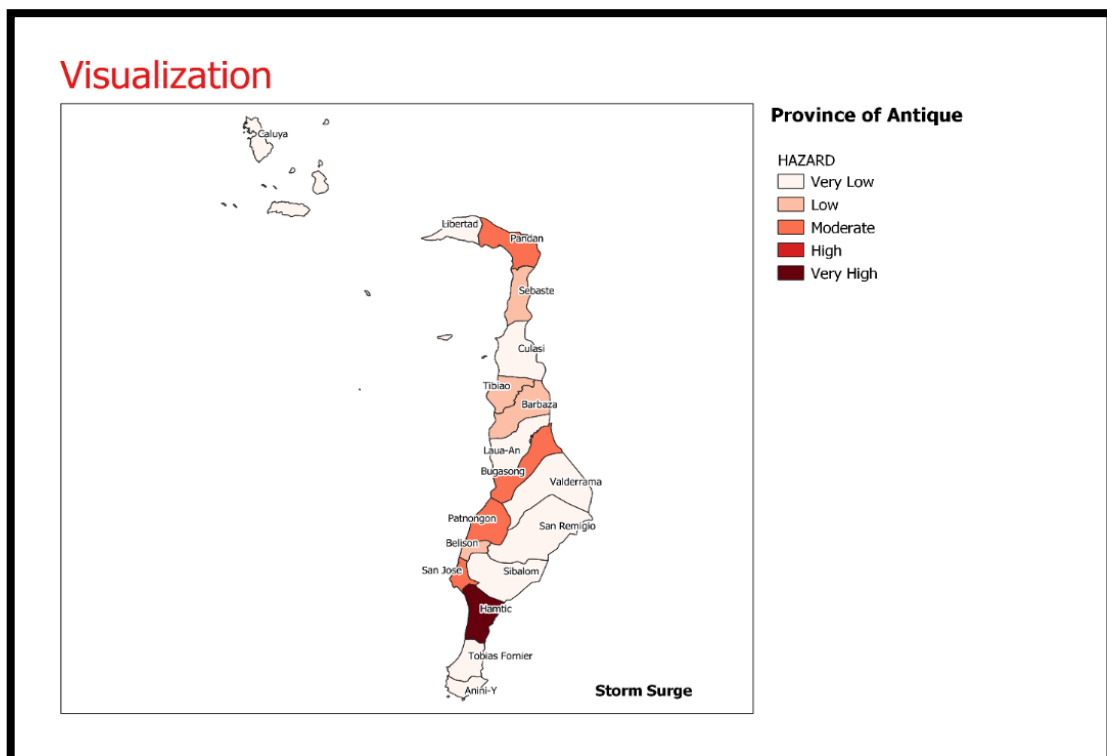 Visualization
Province of Antique
HAZARD
Very Low
Low
Moderate
High
Very High
Caluya
Libertad
Pandan
Sebaste
Culasi
Tibiao
Barbaza
Laua-An
Bugasong
Valderrama
Patnongon
San Remigio
Belison
San Jose
Sibalom
Hamtic
Tobias Fornier
Anini-Y
Storm Surge